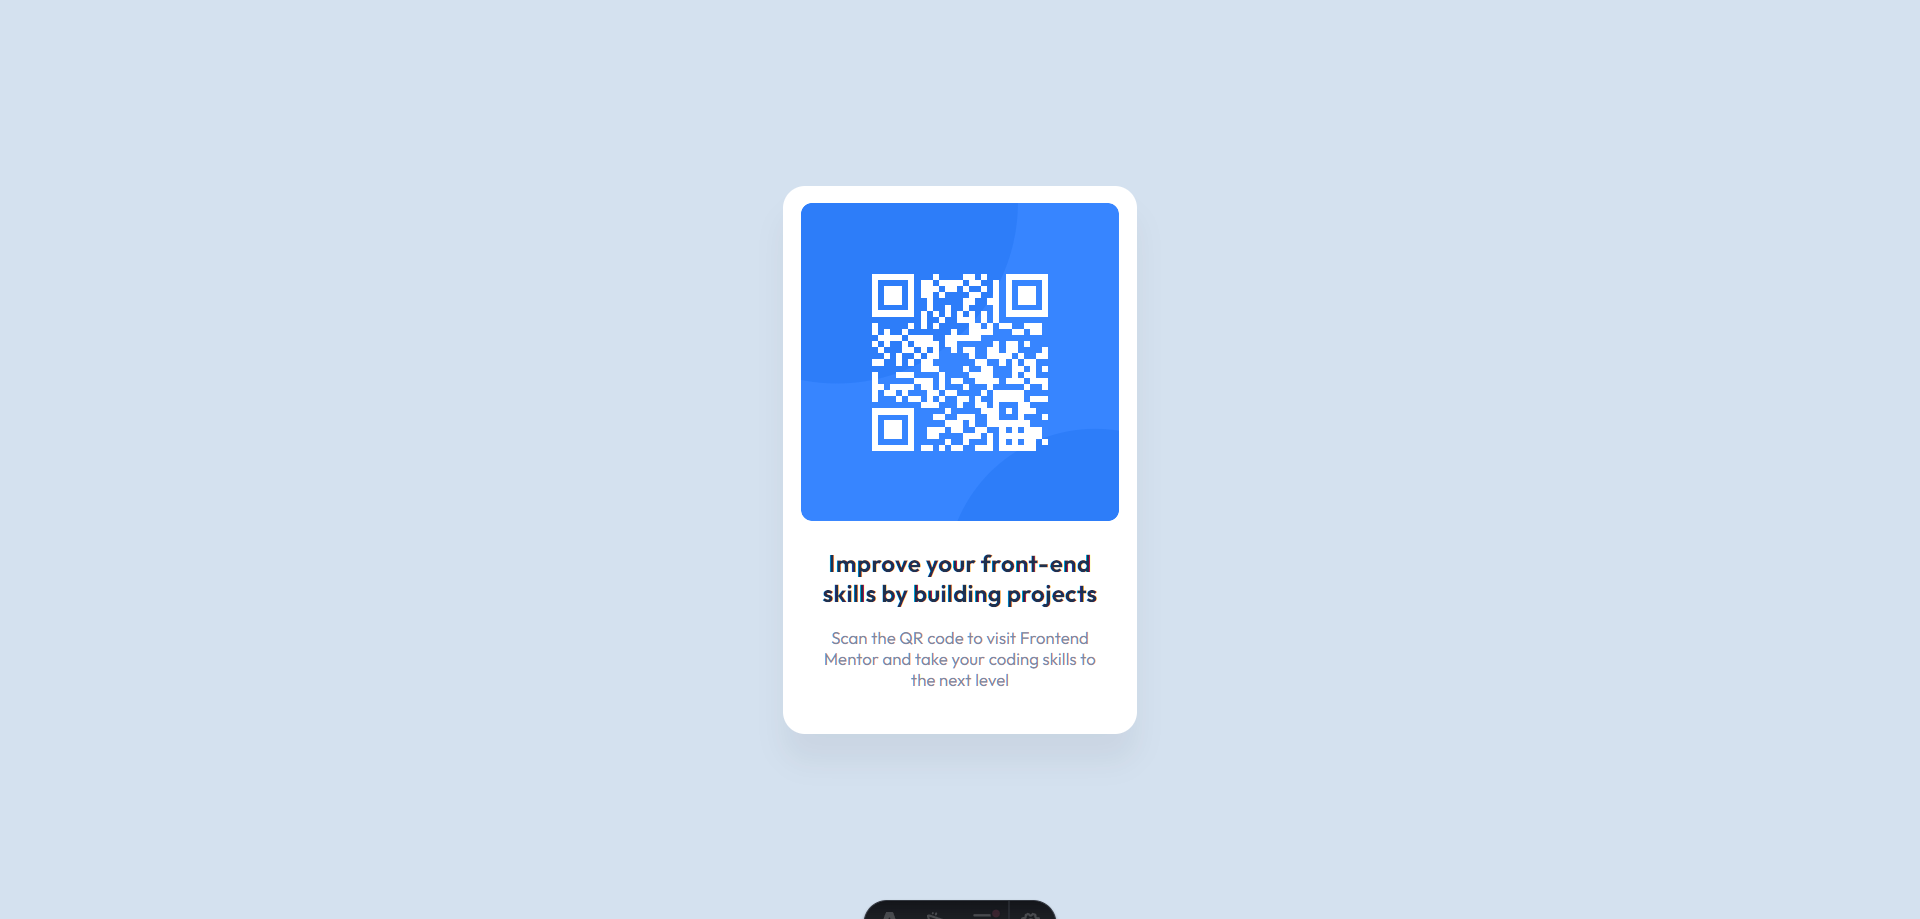 Improve your front-end
skills by building projects
Scan the QR code to visit Frontend
Mentor and take your coding skills to
the next level